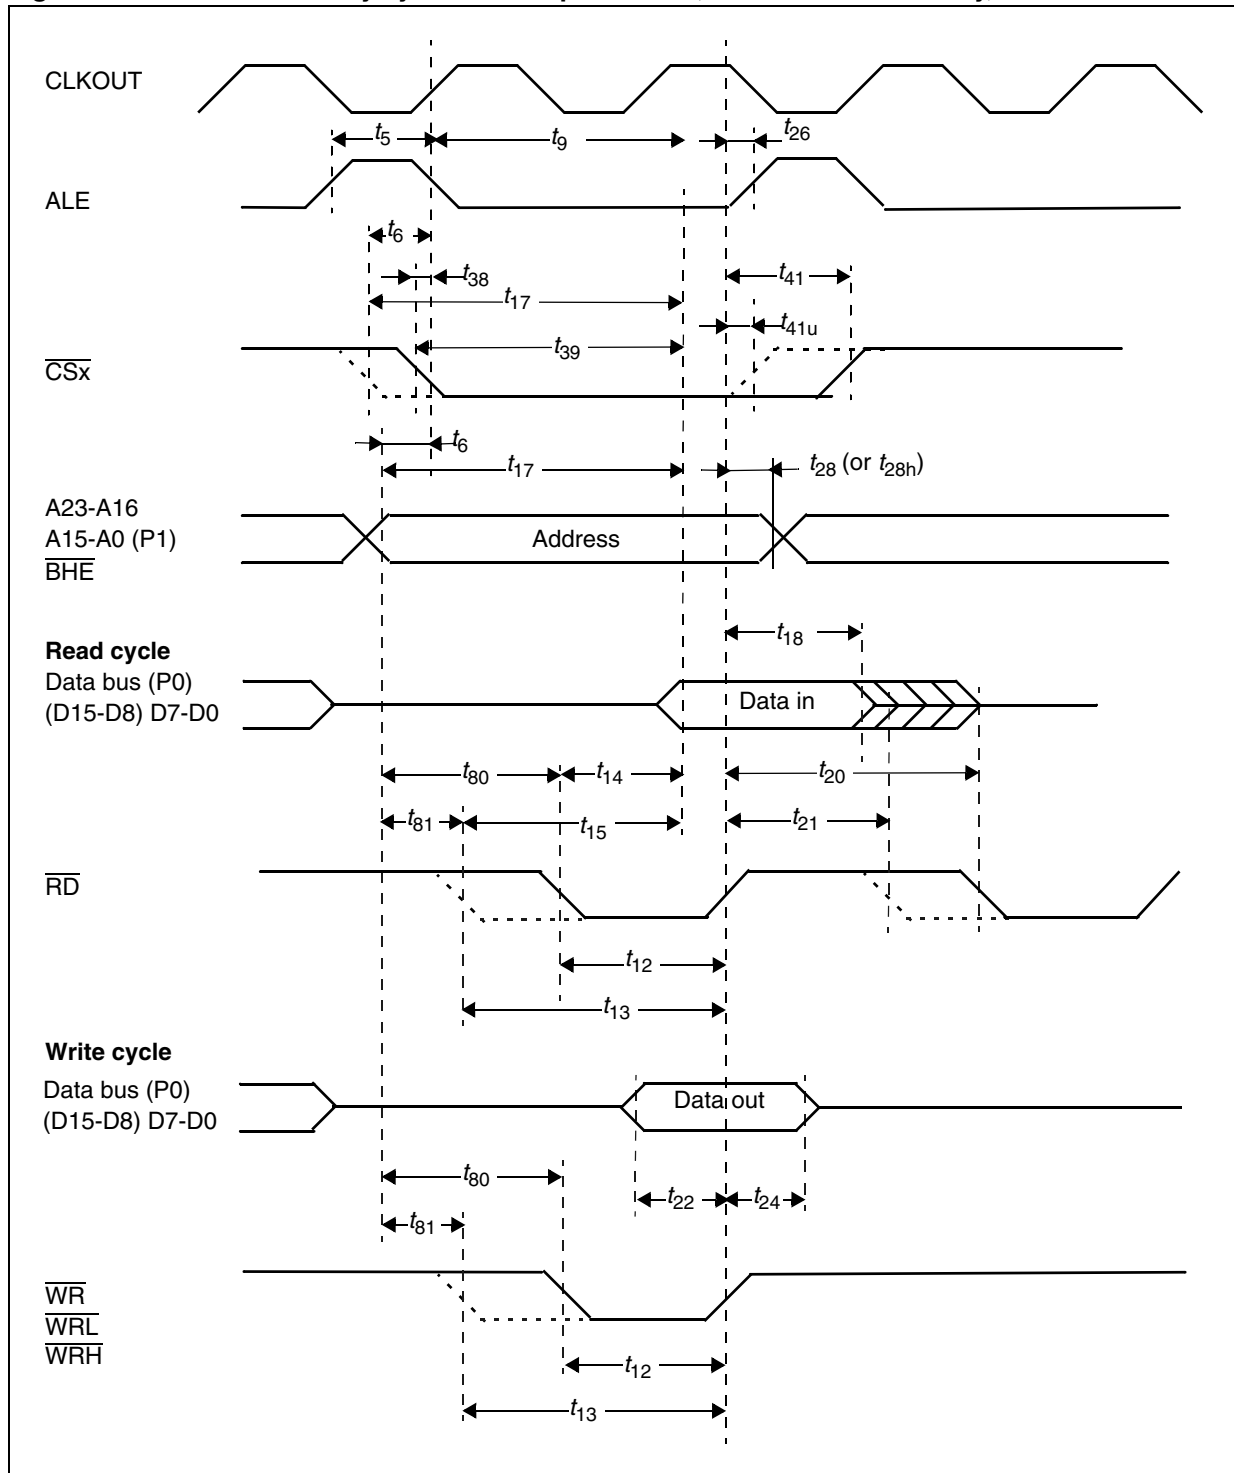 CLKOUT
t5
t9
t26
ALE
t6
t38
t41
t17
t41u
t39
CSx
t6
t17
t28 (or t28h)
A23-A16
A15-A0 (P1)
Address
BHE
t18
Read cycle
Data bus (P0)
Data in
(D15-D8) D7-D0
t80
t14
t20
t81
t15
t21
RD
t12
t13
Write cycle
Data bus (P0)
Data out
(D15-D8) D7-D0
t80
t22
t24
t81
WR
WRL
WRH
t12
t13